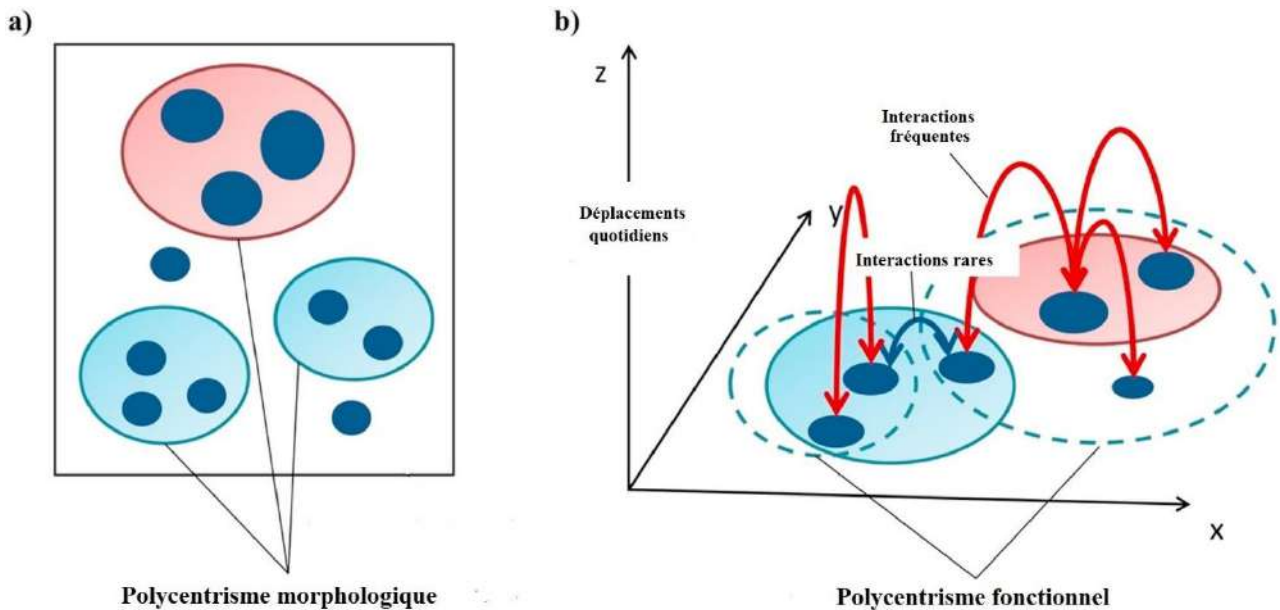 a)
Polycentrisme morphologique
b)
z
Interactions
fréquentes
Déplacements
quotidiens
y
Interactions rares
x
Polycentrisme fonctionnel